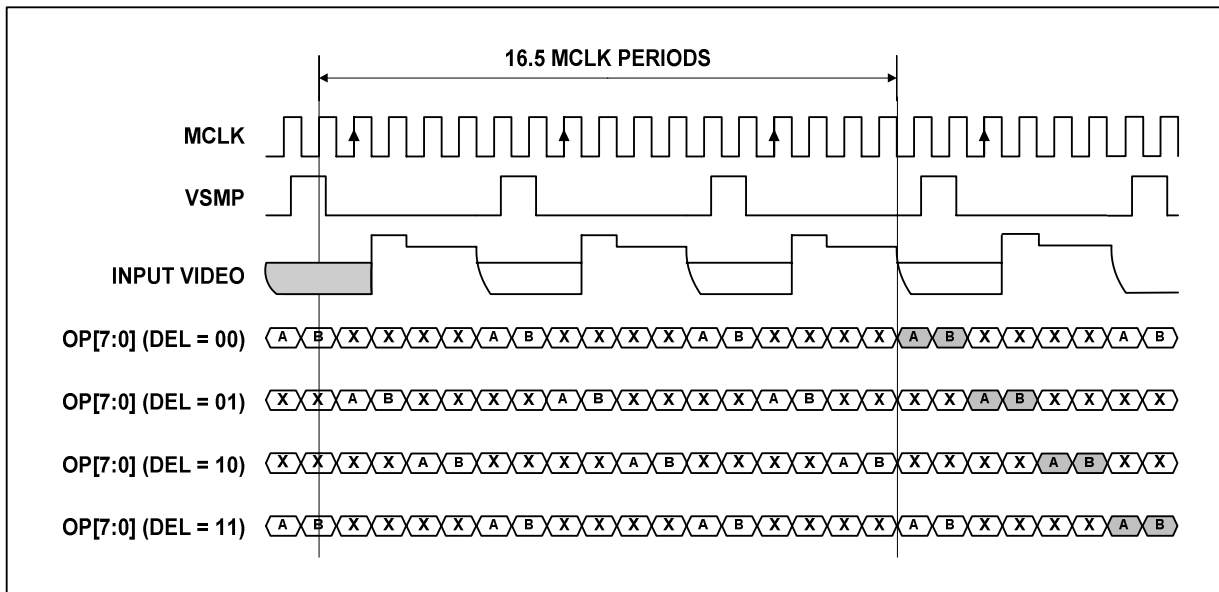 16.5 MCLK PERIODS
MCLK
VSMP
INPUT VIDEO
OP[7:0] (DEL = 00) A B X X X X A B X X X X A B X X X X A B X X X X A B
OP[7:0] (DEL = 01) X X A B X X X X A B X X X X A B X X X X A B X X X X
OP[7:0] (DEL = 10) X X X X A B X X X X A B X X X X A B X X X X A B X X
OP[7:0] (DEL = 11) A B X X X X A B X X X X A B X X X X A B X X X X A B